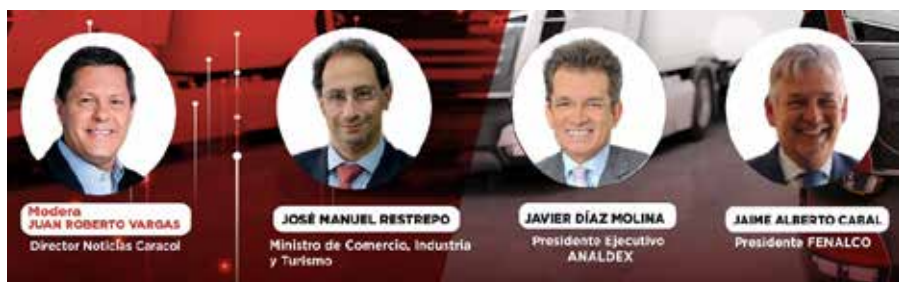 Modera
JUAN ROBERTO VARGAS
Director Noticias Caracol
JOSÉ MANUEL RESTREPO
Ministro de Comercio, Industria
y Turismo
JAVIER DÍAZ MOLINA
Presidente Ejecutivo
ANALDEX
JAIME ALBERTO CABAL
Presidente FENALCO